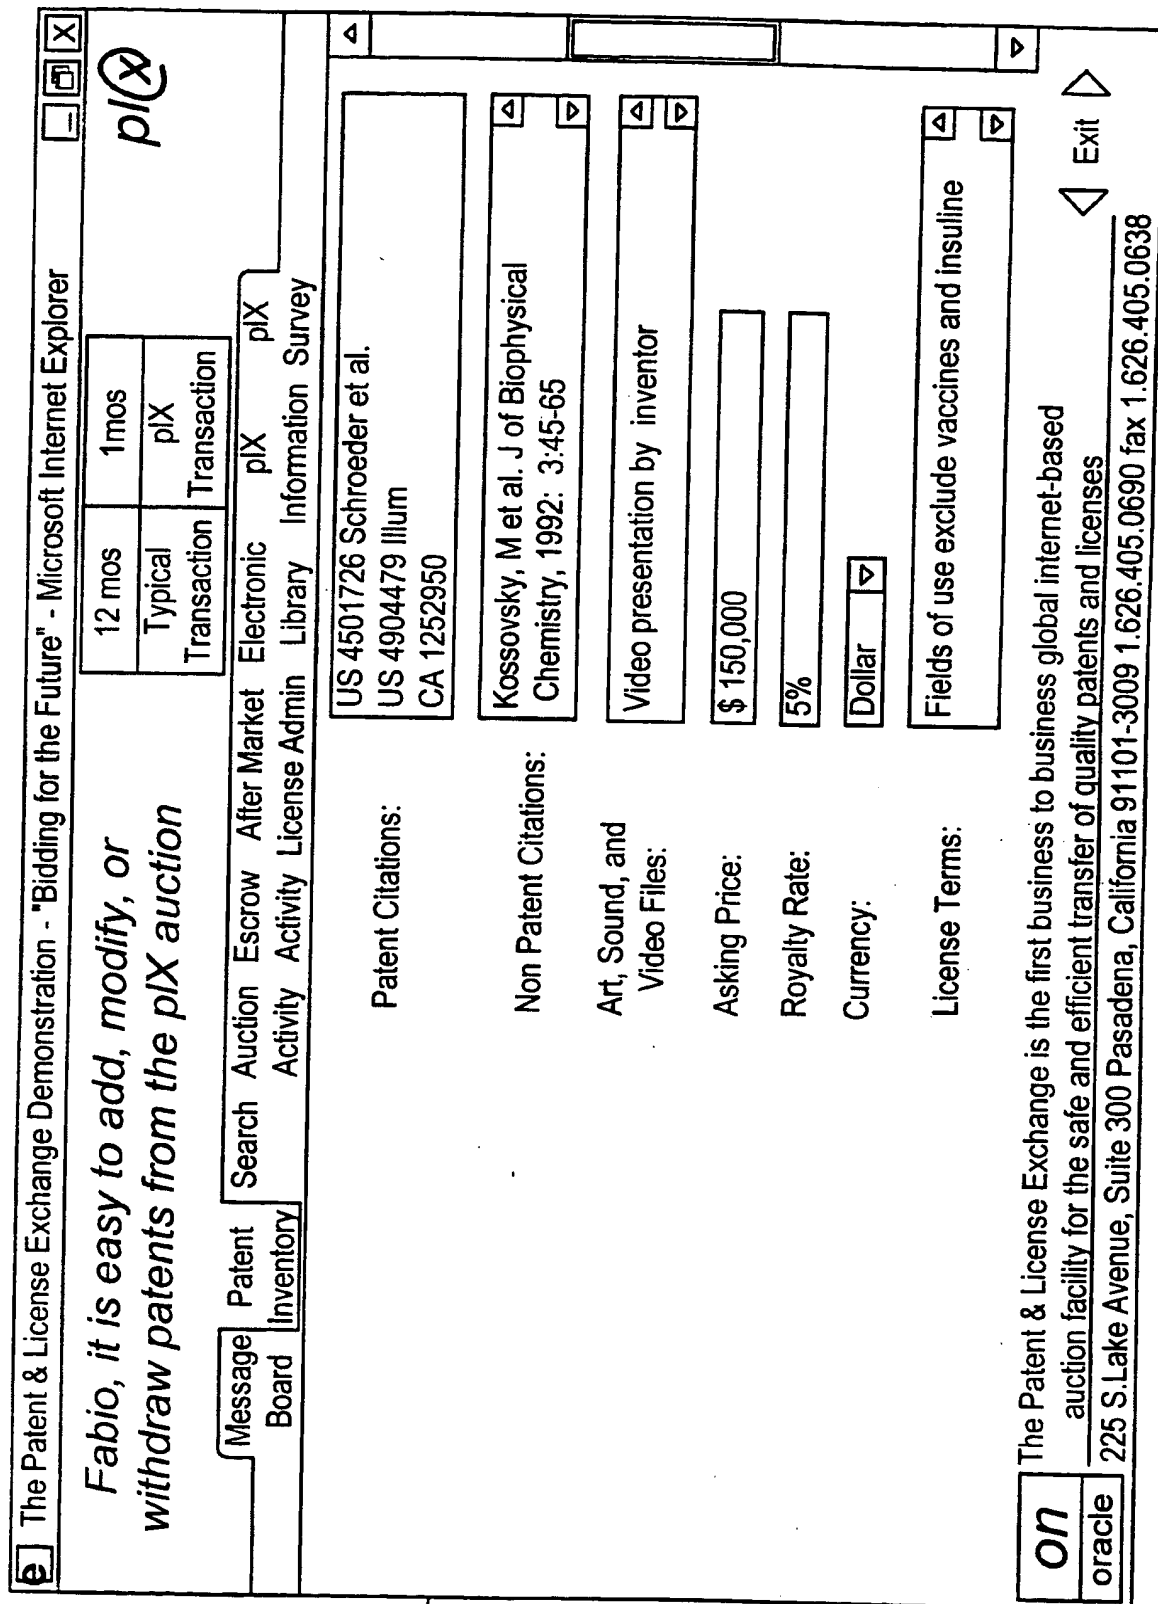 e The Patent & License Exchange Demonstration - "Bidding for the Future" - Microsoft Internet Explorer
Fabio, it is easy to add, modify, or
withdraw patents from the plX auction
12 mos 1mos
Typical Transaction plX Transaction
pl(x)
Message Board
Patent Inventory
Search
Auction Activity
Escrow Activity
After Market License Admin
Electronic Library
plX Information
plX Survey
Patent Citations:
US 4501726 Schroeder et al.
US 4904479 Illum
CA 1252950
Non Patent Citations:
Kossovsky, M et al. J of Biophysical
Chemistry, 1992: 3:45-65
Art, Sound, and
Video Files:
Video presentation by inventor
Asking Price:
$ 150,000
Royalty Rate:
5%
Currency:
Dollar
License Terms:
Fields of use exclude vaccines and insuline
on
oracle
The Patent & License Exchange is the first business to business global internet-based
auction facility for the safe and efficient transfer of quality patents and licenses
225 S.Lake Avenue, Suite 300 Pasadena, California 91101-3009 1.626.405.0690 fax 1.626.405.0638
Exit